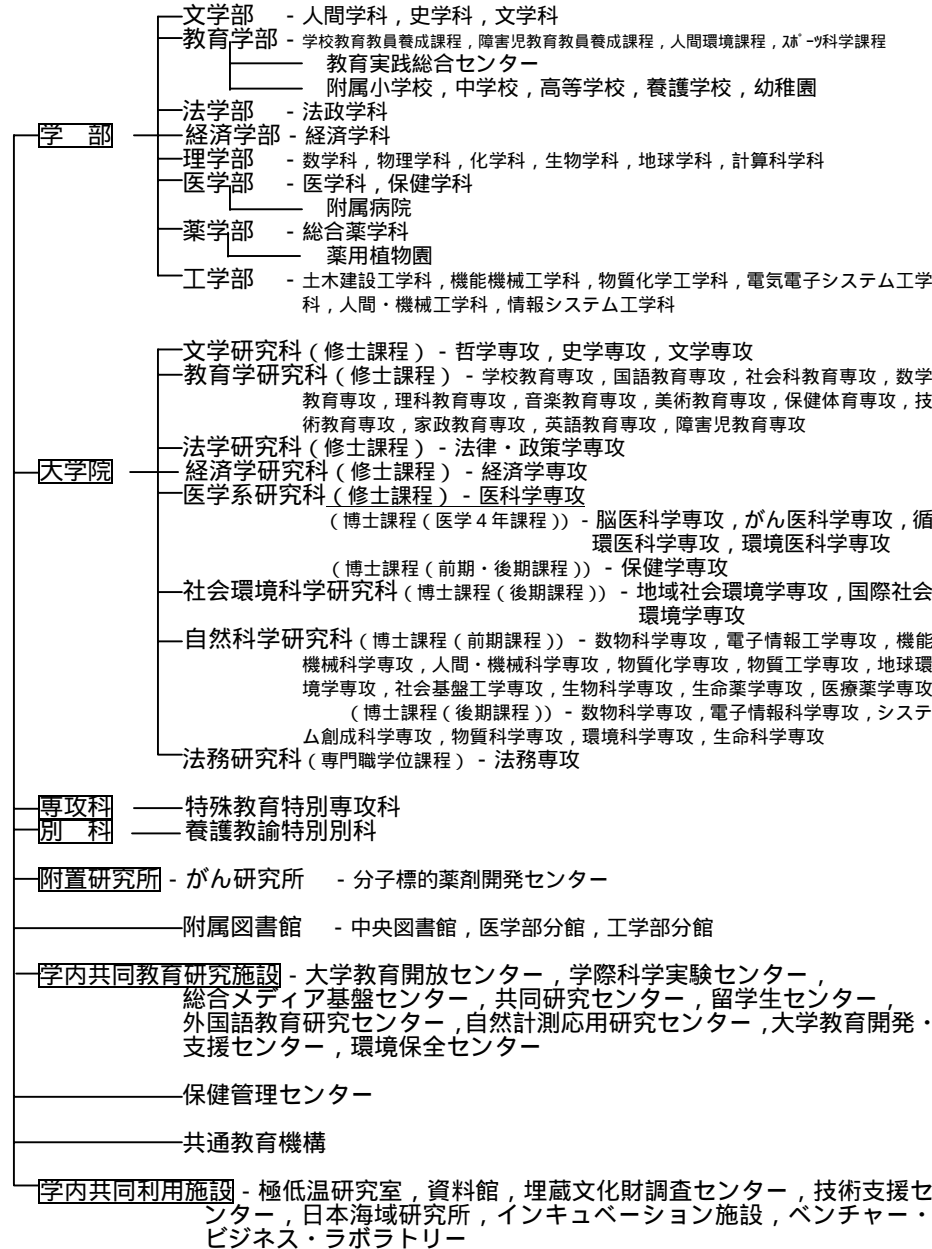 文学部 - 人間学科，史学科，文学科
教育学部 - 学校教育教員養成課程，障害児教育教員養成課程，人間環境課程，ｽﾎﾟｰﾂ科学課程
教育実践総合センター
附属小学校，中学校，高等学校，養護学校，幼稚園
法学部 - 法政学科
学　部
経済学部 - 経済学科
理学部 - 数学科，物理学科，化学科，生物学科，地球学科，計算科学科
医学部 - 医学科，保健学科
附属病院
薬学部 - 総合薬学科
薬用植物園
工学部 - 土木建設工学科，機能機械工学科，物質化学工学科，電気電子システム工学
科，人間・機械工学科，情報システム工学科
文学研究科（修士課程） - 哲学専攻，史学専攻，文学専攻
教育学研究科（修士課程） - 学校教育専攻，国語教育専攻，社会科教育専攻，数学
教育専攻，理科教育専攻，音楽教育専攻，美術教育専攻，保健体育専攻，技
術教育専攻，家政教育専攻，英語教育専攻，障害児教育専攻
法学研究科（修士課程） - 法律・政策学専攻
大学院
経済学研究科（修士課程） - 経済学専攻
医学系研究科（修士課程） - 医科学専攻
（博士課程（医学４年課程）） - 脳医科学専攻，がん医科学専攻，循
環医科学専攻，環境医科学専攻
（博士課程（前期・後期課程）） - 保健学専攻
社会環境科学研究科（博士課程（後期課程）） - 地域社会環境学専攻，国際社会
環境学専攻
自然科学研究科（博士課程（前期課程）） - 数物科学専攻，電子情報工学専攻，機能
機械科学専攻，人間・機械科学専攻，物質化学専攻，物質工学専攻，地球環
境学専攻，社会基盤工学専攻，生物科学専攻，生命薬学専攻，医療薬学専攻
（博士課程（後期課程）） - 数物科学専攻，電子情報科学専攻，システ
ム創成科学専攻，物質科学専攻，環境科学専攻，生命科学専攻
法務研究科（専門職学位課程） - 法務専攻
専攻科 特殊教育特別専攻科
別　科 養護教諭特別別科
附置研究所 - がん研究所 - 分子標的薬剤開発センター
附属図書館 - 中央図書館，医学部分館，工学部分館
学内共同教育研究施設 - 大学教育開放センター，学際科学実験センター，
総合メディア基盤センター，共同研究センター，留学生センター，
外国語教育研究センター，自然計測応用研究センター，大学教育開発・
支援センター，環境保全センター
保健管理センター
共通教育機構
学内共同利用施設 - 極低温研究室，資料館，埋蔵文化財調査センター，技術支援セ
ンター，日本海域研究所，インキュベーション施設，ベンチャー・
ビジネス・ラボラトリー